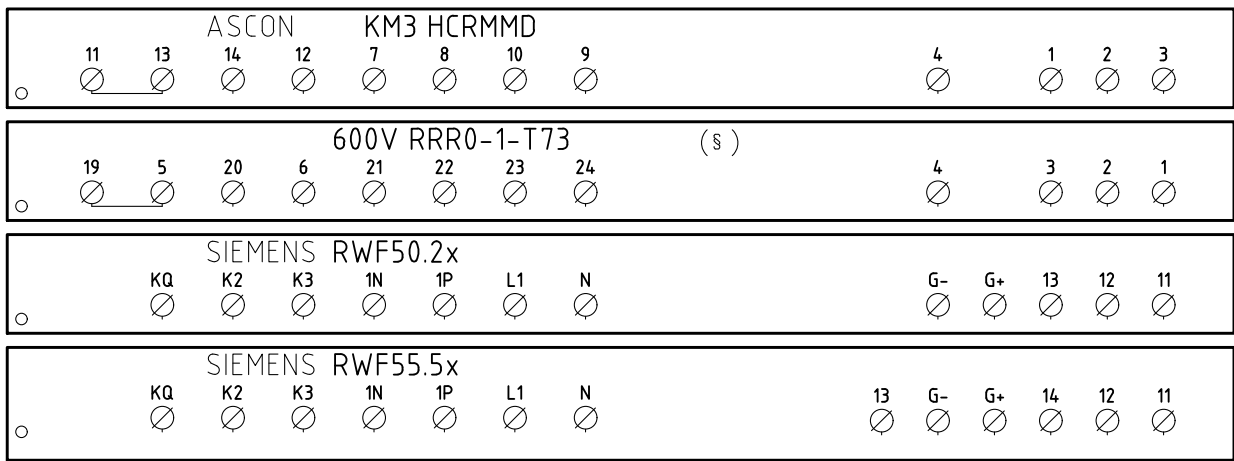 ASCON KM3 HCRMMD
11 13 14 12 7 8 10 9 4 1 2 3
600V RRR0-1-T73 (§)
19 5 20 6 21 22 23 24 4 3 2 1
SIEMENS RWF50.2x
KQ K2 K3 1N 1P L1 N G- G+ 13 12 11
SIEMENS RWF55.5x
KQ K2 K3 1N 1P L1 N 13 G- G+ 14 12 11